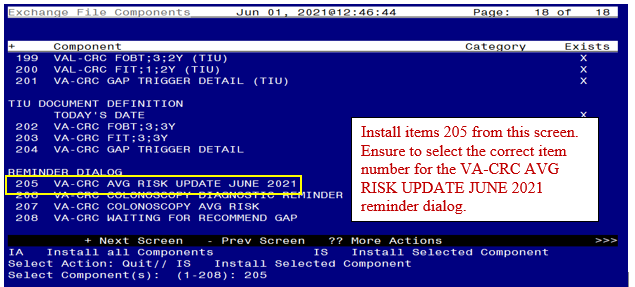 Exchange File Components Jun 01, 2021@12:46:44 Page: 18 of 18
+ Component Category Exists
199 VAL-CRC FOBT;3;2Y (TIU) X
200 VAL-CRC FIT;1;2Y (TIU) X
201 VAL-CRC GAP TRIGGER DETAIL (TIU) X
TIU DOCUMENT DEFINITION
TODAY'S DATE X
202 VA-CRC FOBT;3;3Y
203 VA-CRC FIT;3;3Y
204 VA-CRC GAP TRIGGER DETAIL
Install items 205 from this screen.
Ensure to select the correct item
number for the VA-CRC AVG
RISK UPDATE JUNE 2021
reminder dialog.
REMINDER DIALOG
205 VA-CRC AVG RISK UPDATE JUNE 2021
206 VA-CRC COLONOSCOPY DIAGNOSTIC REMINDER
207 VA-CRC COLONOSCOPY AVG RISK
208 VA-CRC WAITING FOR RECOMMEND GAP
+ Next Screen - Prev Screen ?? More Actions >>>
IA Install all Components IS Install Selected Component
Select Action: Quit// IS Install Selected Component
Select Component(s): (1-208): 205